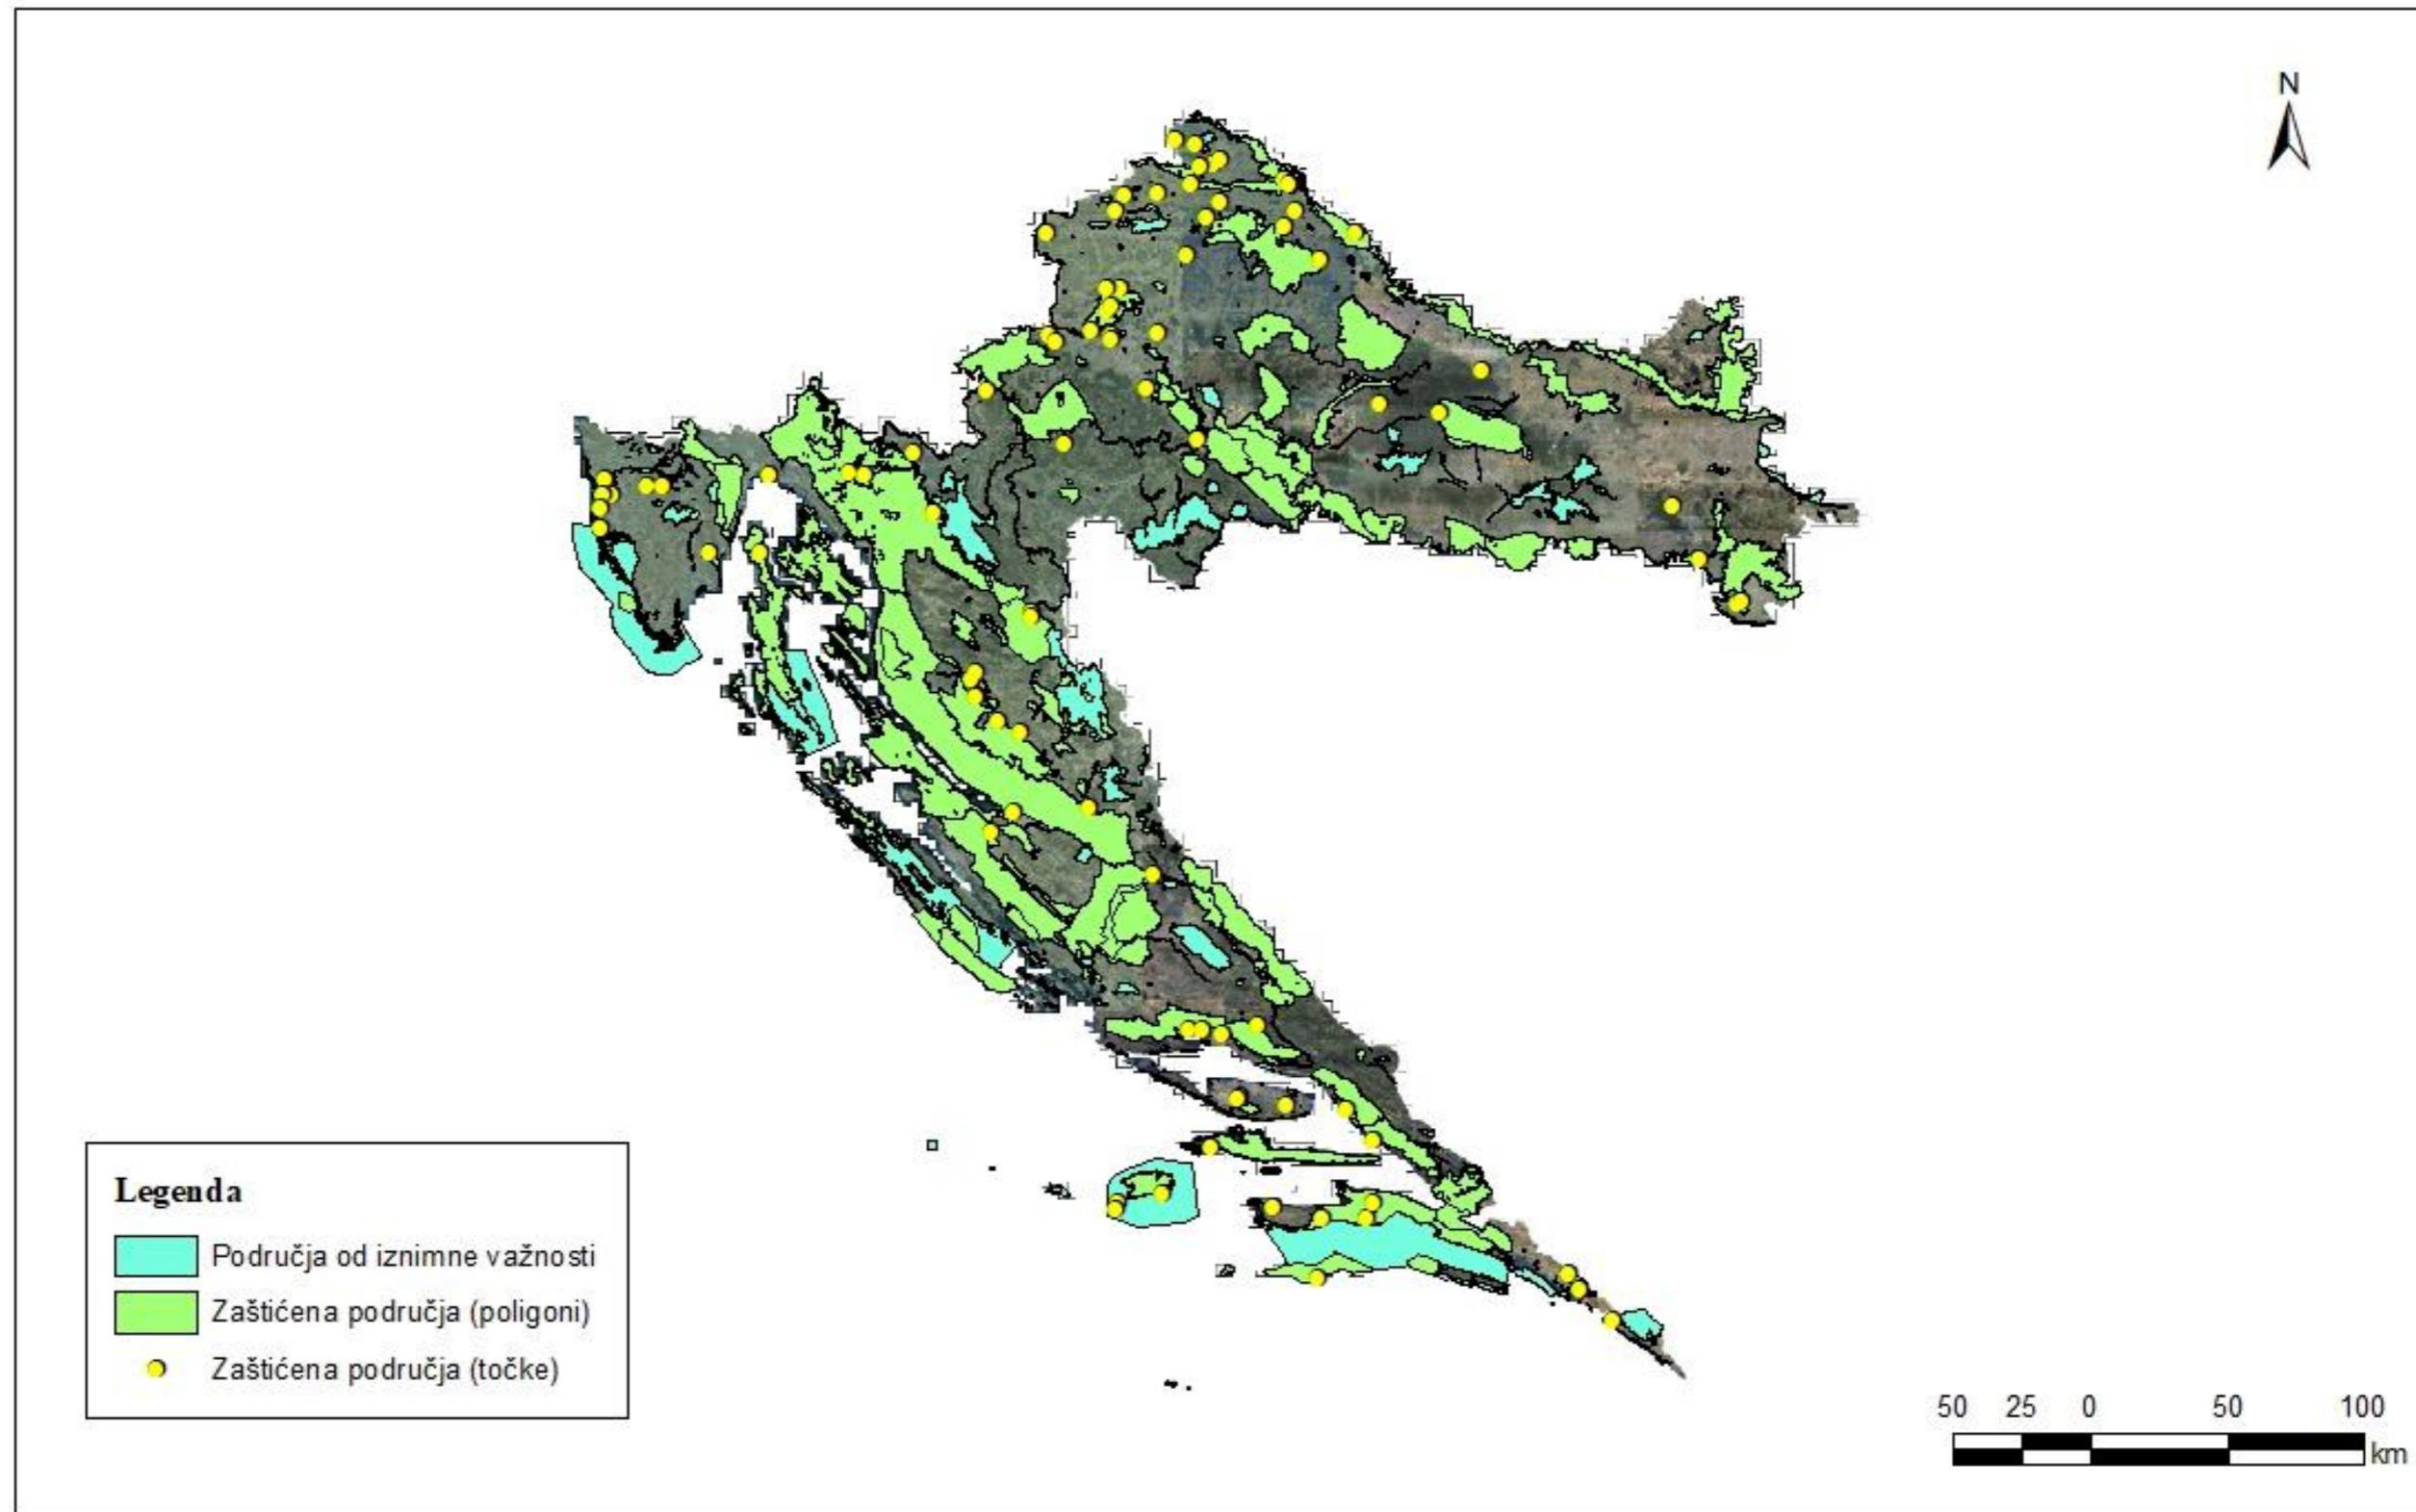 N
Legenda
Područja od iznimne važnosti
Zaštićena područja (poligoni)
Zaštićena područja (točke)
50 25 0 50 100
km